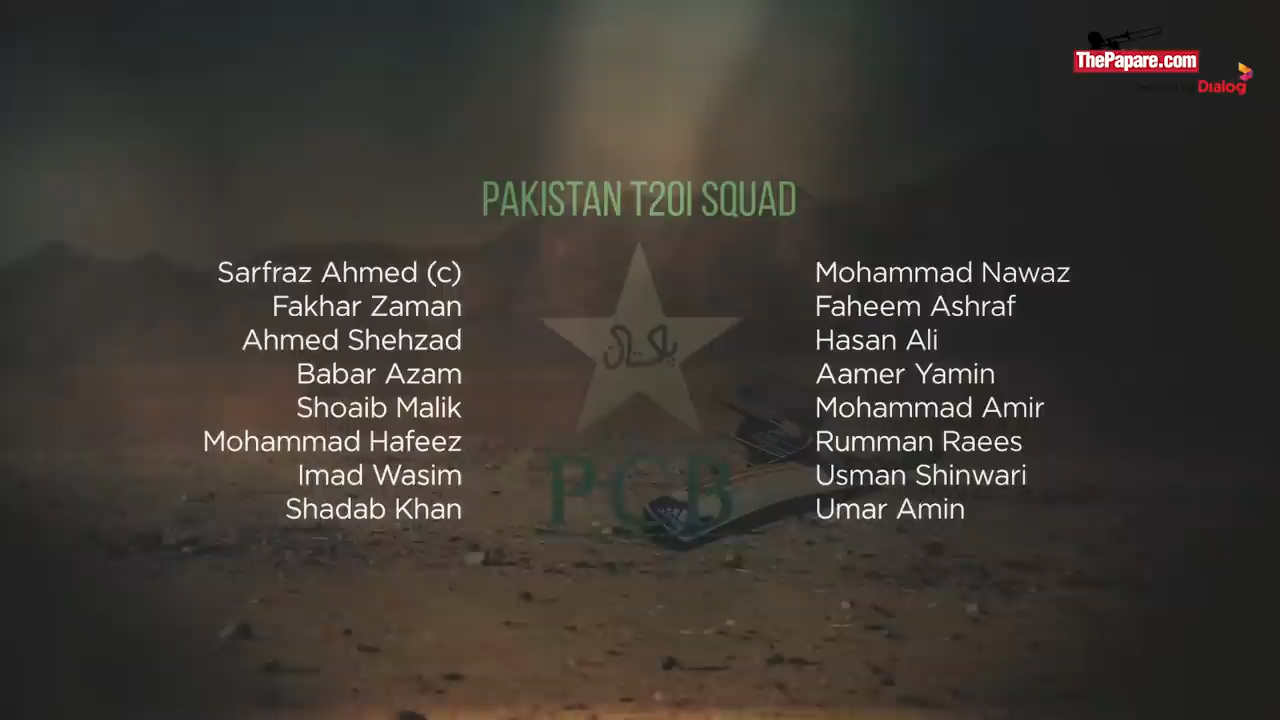 ThePapare.com
Dialog
PAKISTAN T20I SQUAD
Sarfraz Ahmed (c)
Fakhar Zaman
Ahmed Shehzad
Babar Azam
Shoaib Malik
Mohammad Hafeez
Imad Wasim
Shadab Khan
Mohammad Nawaz
Faheem Ashraf
Hasan Ali
Aamer Yamin
Mohammad Amir
Rumman Raees
Usman Shinwari
Umar Amin
پاکستان
PCB